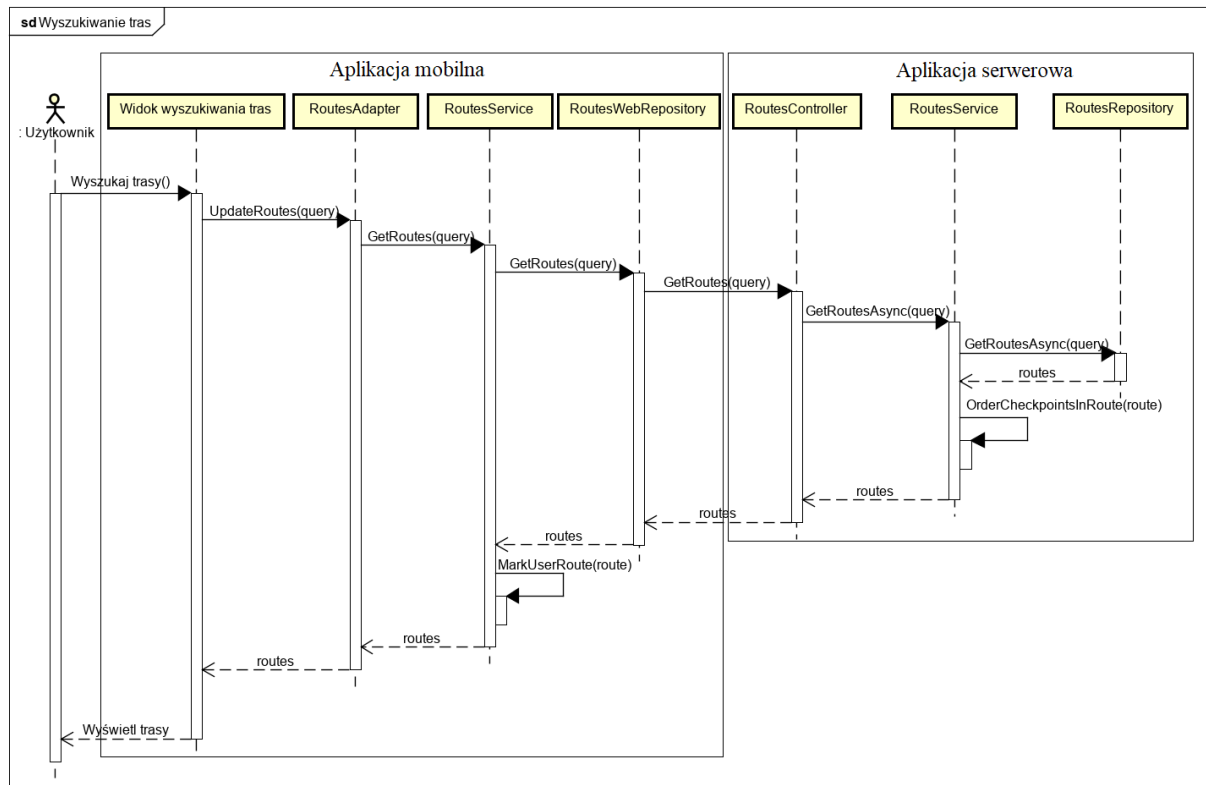 sd Wyszukiwanie tras
Aplikacja mobilna
Aplikacja serwerowa
: Użytkownik
Widok wyszukiwania tras
RoutesAdapter
RoutesService
RoutesWebRepository
RoutesController
RoutesService
RoutesRepository
Wyszukaj trasy()
UpdateRoutes(query)
GetRoutes(query)
GetRoutes(query)
GetRoutes(query)
GetRoutesAsync(query)
GetRoutesAsync(query)
routes
OrderCheckpointsInRoute(route)
routes
routes
routes
MarkUserRoute(route)
routes
routes
Wyświetl trasy